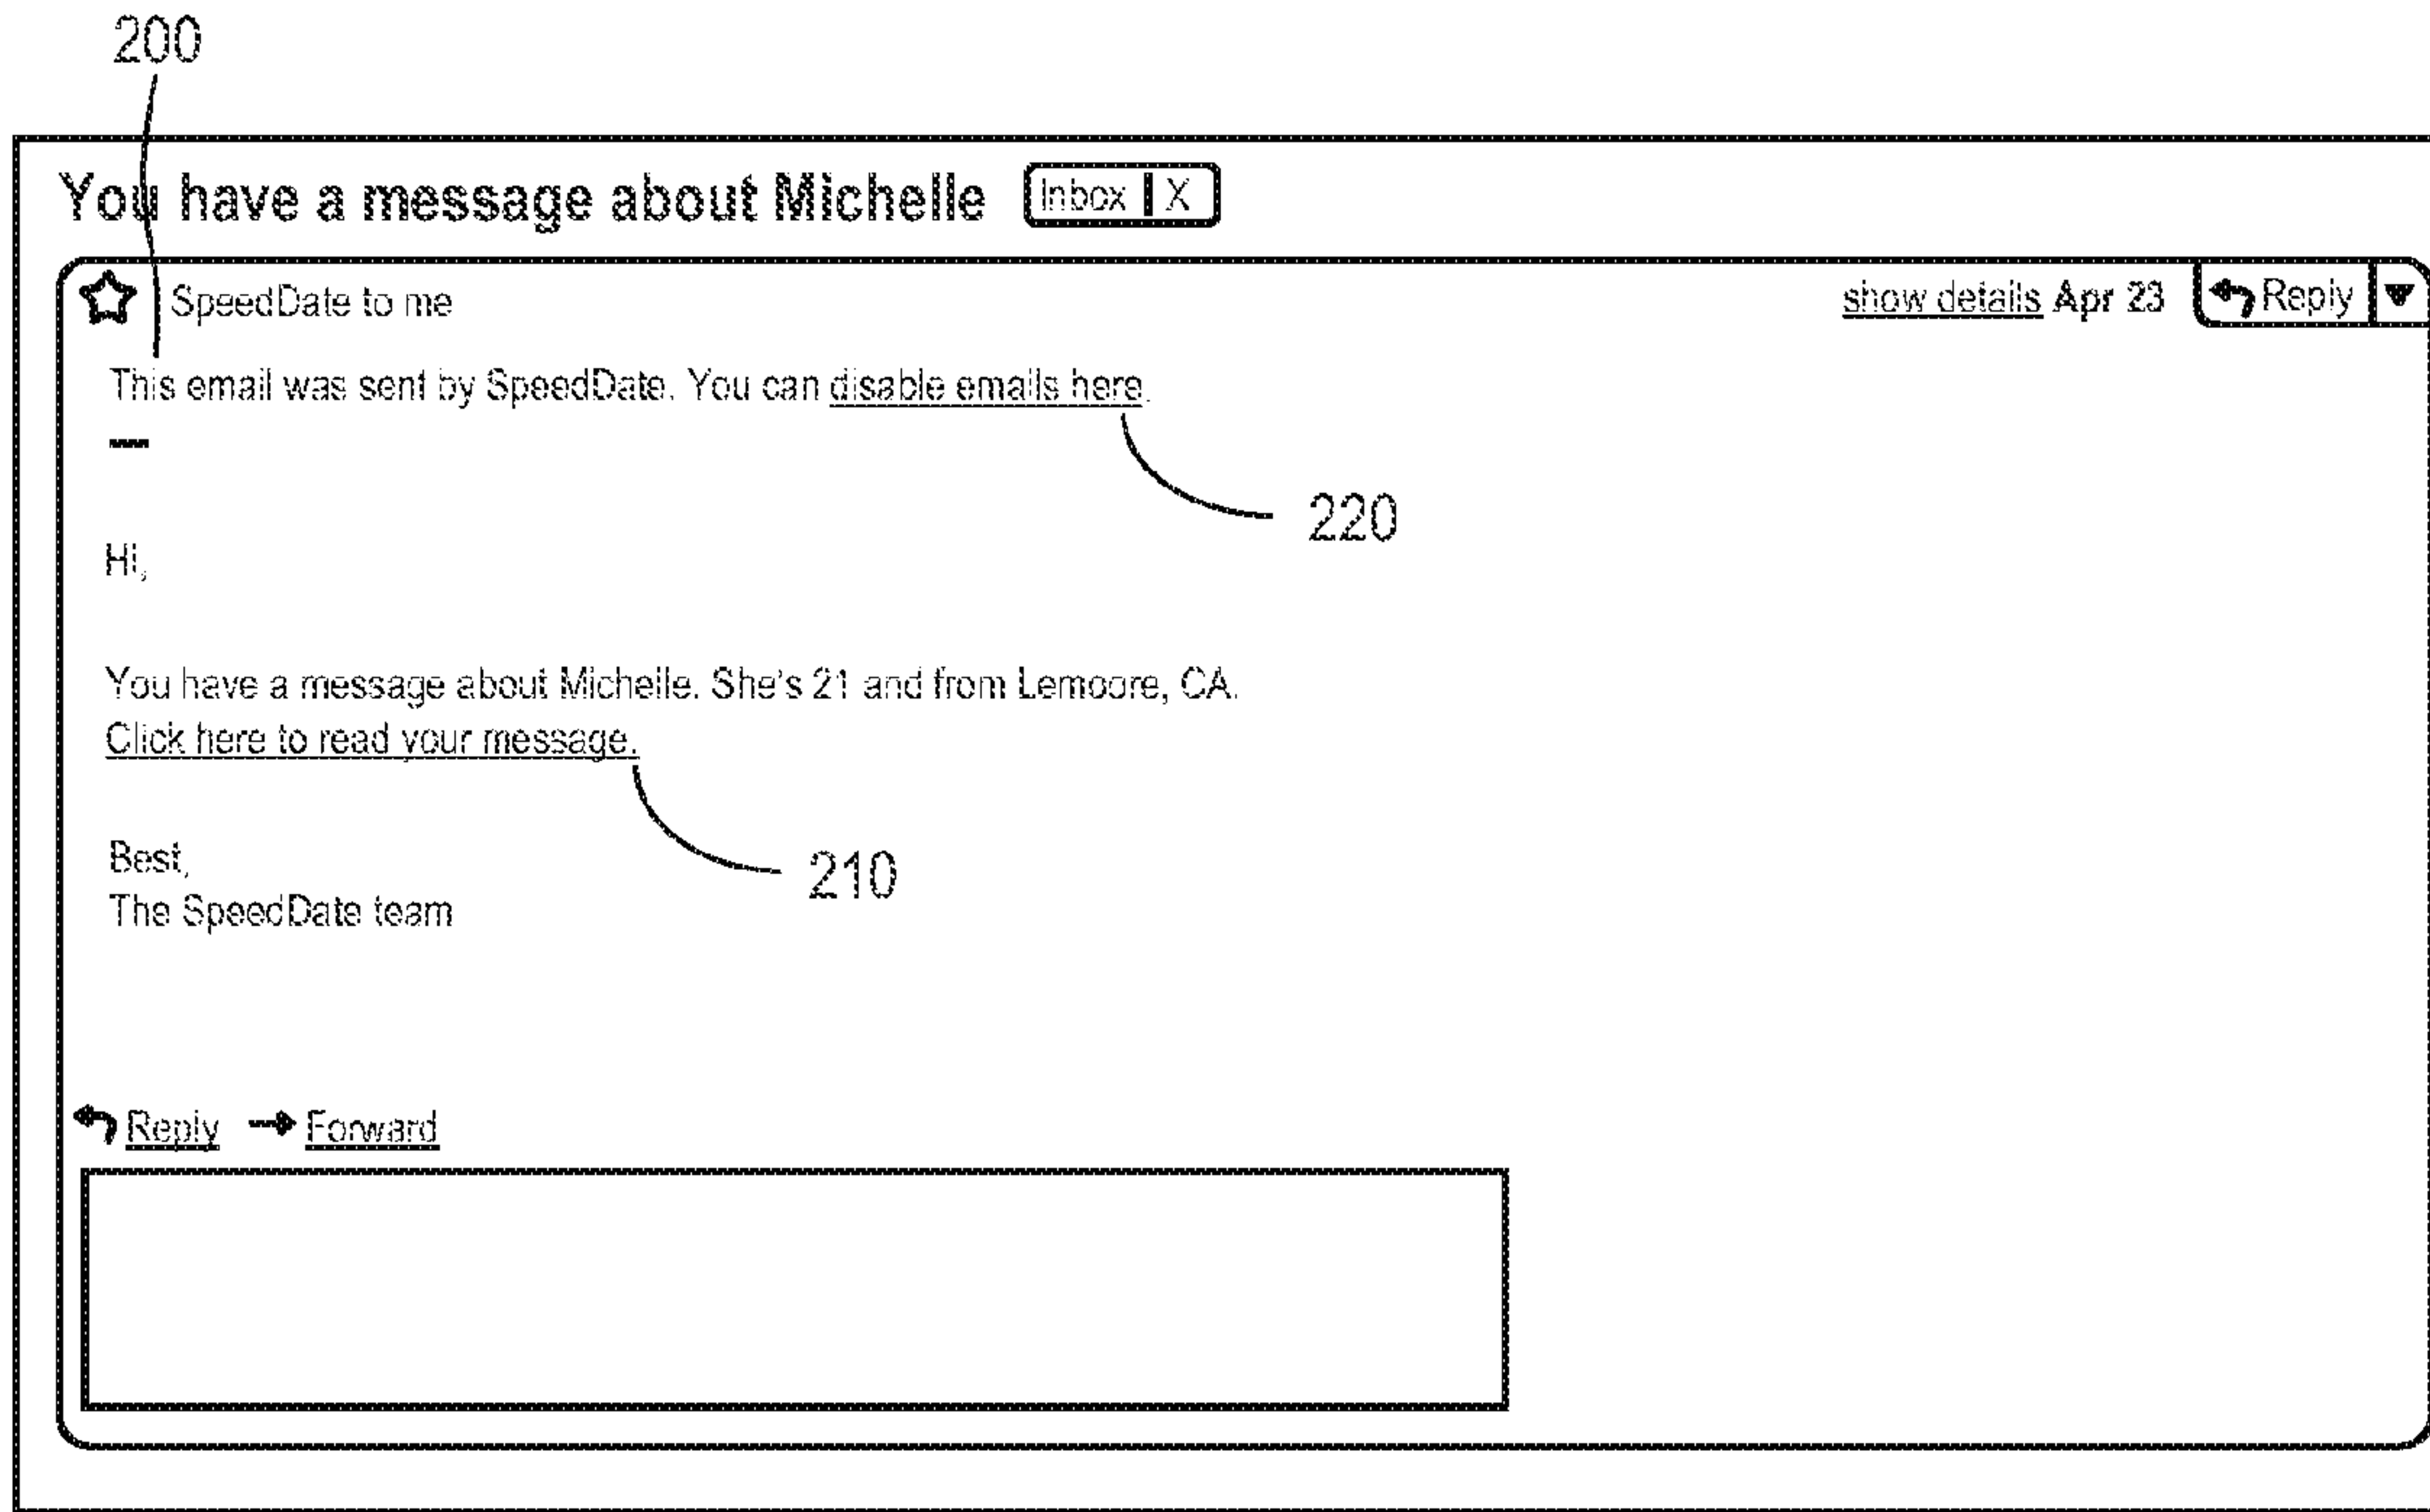 200
You have a message about Michelle Inbox | X
SpeedDate to me show details Apr 23 Reply
This email was sent by SpeedDate. You can disable emails here.
220
Hi,
You have a message about Michelle. She's 21 and from Lemoore, CA.
Click here to read your message.
210
Best,
The SpeedDate team
Reply Forward